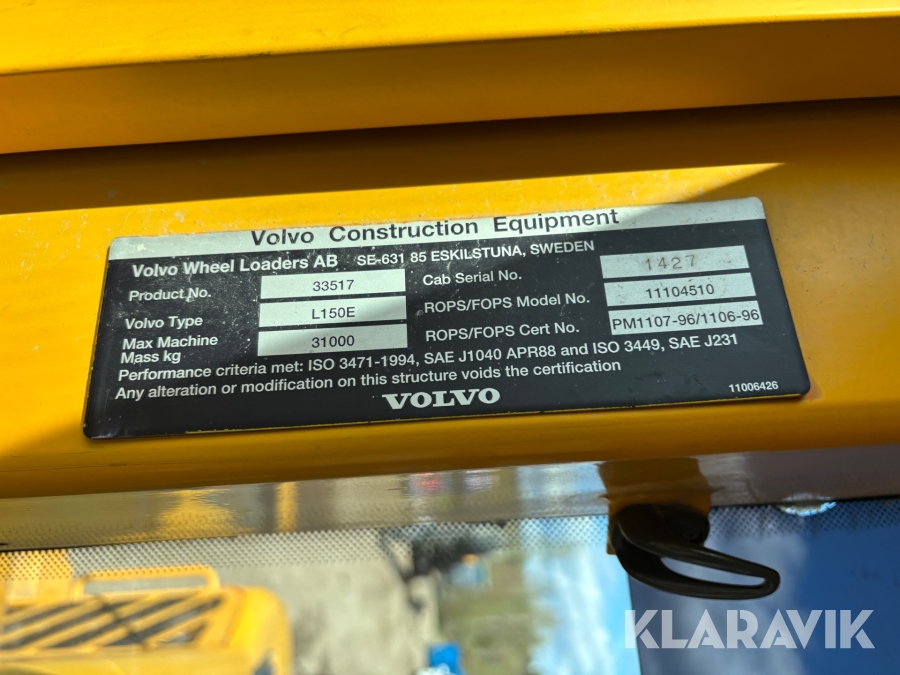 Volvo Construction Equipment
Volvo Wheel Loaders AB SE-631 85 ESKILSTUNA, SWEDEN
Product No. 33517 Cab Serial No. 1427
Volvo Type L150E ROPS/FOPS Model No. 11104510
Max Machine Mass kg 31000 ROPS/FOPS Cert No. PM1107-96/1106-96
Performance criteria met: ISO 3471-1994, SAE J1040 APR88 and ISO 3449, SAE J231
Any alteration or modification on this structure voids the certification
VOLVO 11006426
KLARAVIK